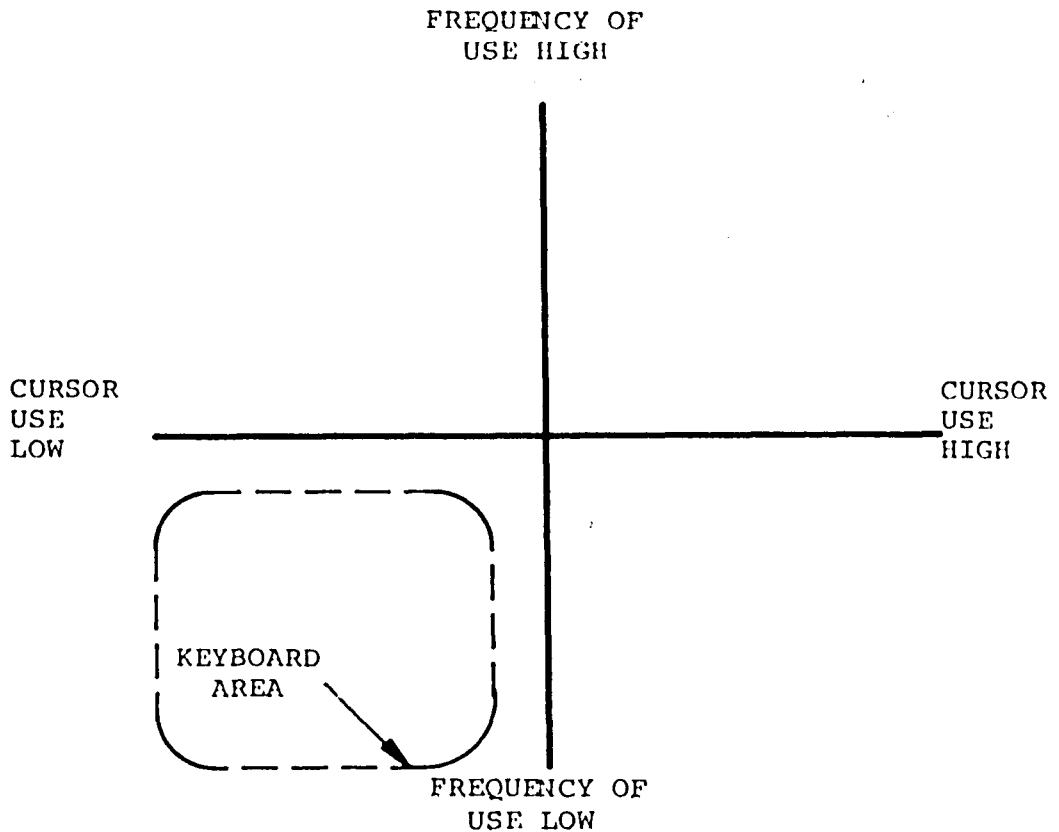 FREQUENCY OF
USE HIGH
CURSOR
USE
LOW
CURSOR
USE
HIGH
KEYBOARD
AREA
FREQUENCY OF
USE LOW